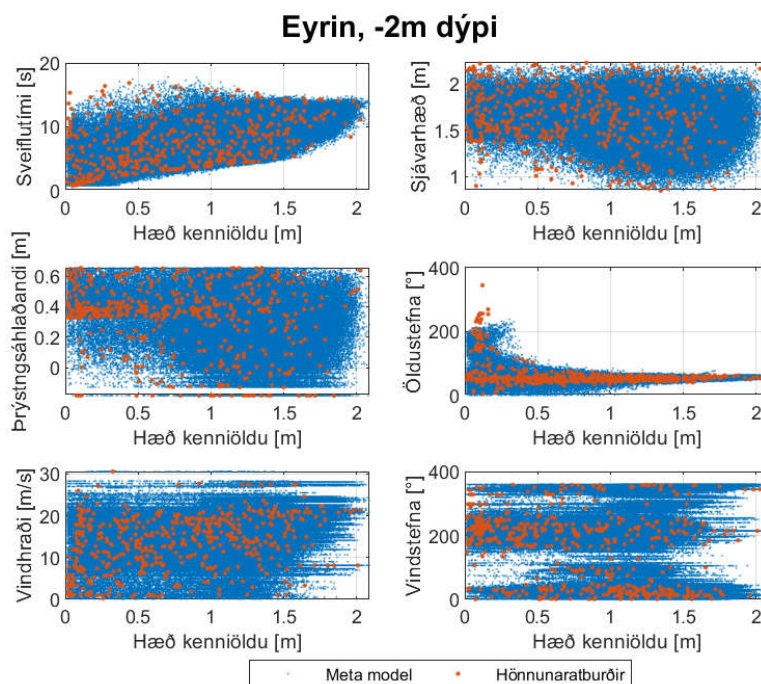 Eyrin, -2m dýpi
Sveiflutími [s]
20
10
0
0 0.5 1 1.5 2
Hæð kenniöldu [m]
Sjávarhæð [m]
2
1.5
1
0 0.5 1 1.5 2
Hæð kenniöldu [m]
Þrýstngsáhlaðandi [m]
0.6
0.4
0.2
0
0 0.5 1 1.5 2
Hæð kenniöldu [m]
Öldustefna [°]
400
200
0
0 0.5 1 1.5 2
Hæð kenniöldu [m]
Vindhraði [m/s]
30
20
10
0
0 0.5 1 1.5 2
Hæð kenniöldu [m]
Vindstefna [°]
400
200
0
0 0.5 1 1.5 2
Hæð kenniöldu [m]
Meta model Hönnunaratburðir